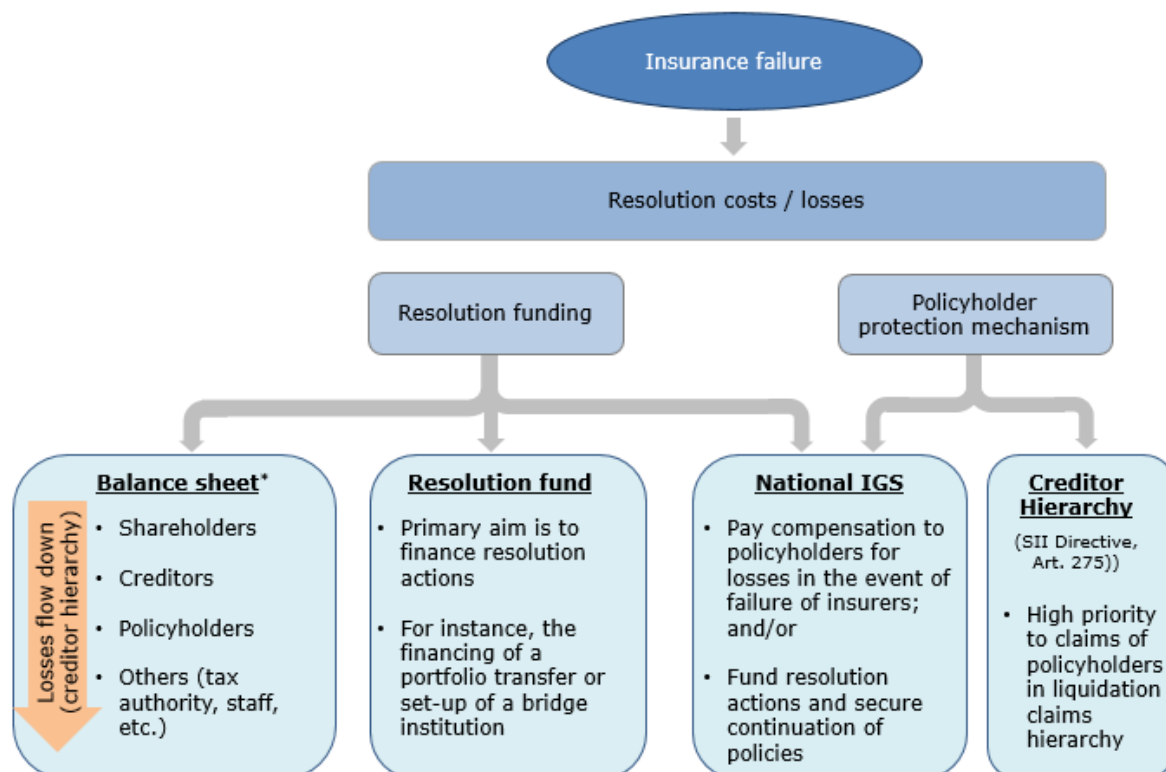 Insurance failure
Resolution costs / losses
Resolution funding
Policyholder
protection mechanism
Losses flow down
(creditor hierarchy)
Balance sheet*
• Shareholders
• Creditors
• Policyholders
• Others (tax
authority, staff,
etc.)
Resolution fund
• Primary aim is to
finance resolution
actions
• For instance, the
financing of a
portfolio transfer or
set-up of a bridge
institution
National IGS
• Pay compensation to
policyholders for
losses in the event of
failure of insurers;
and/or
• Fund resolution
actions and secure
continuation of
policies
Creditor
Hierarchy
(SII Directive,
Art. 275))
• High priority
to claims of
policyholders
in liquidation
claims
hierarchy